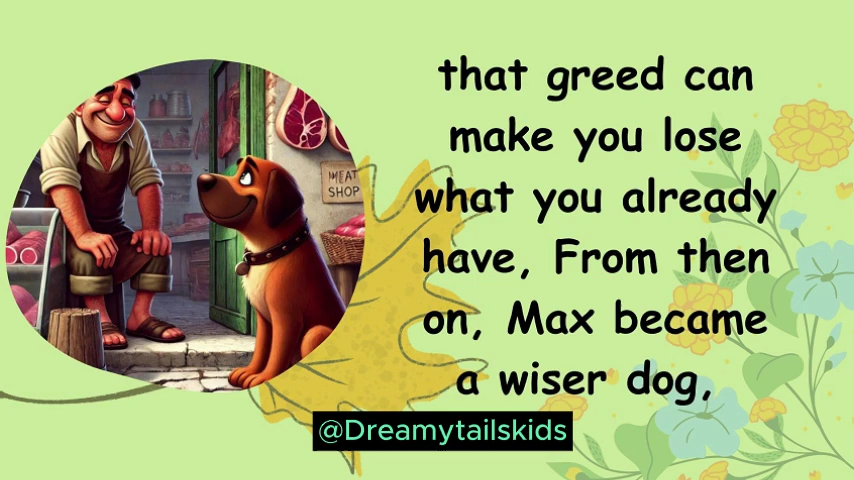 that greed can
make you lose
what you already
have, From then
on, Max became
a wiser dog,
MEAT
SHOP
@Dreamytailskids